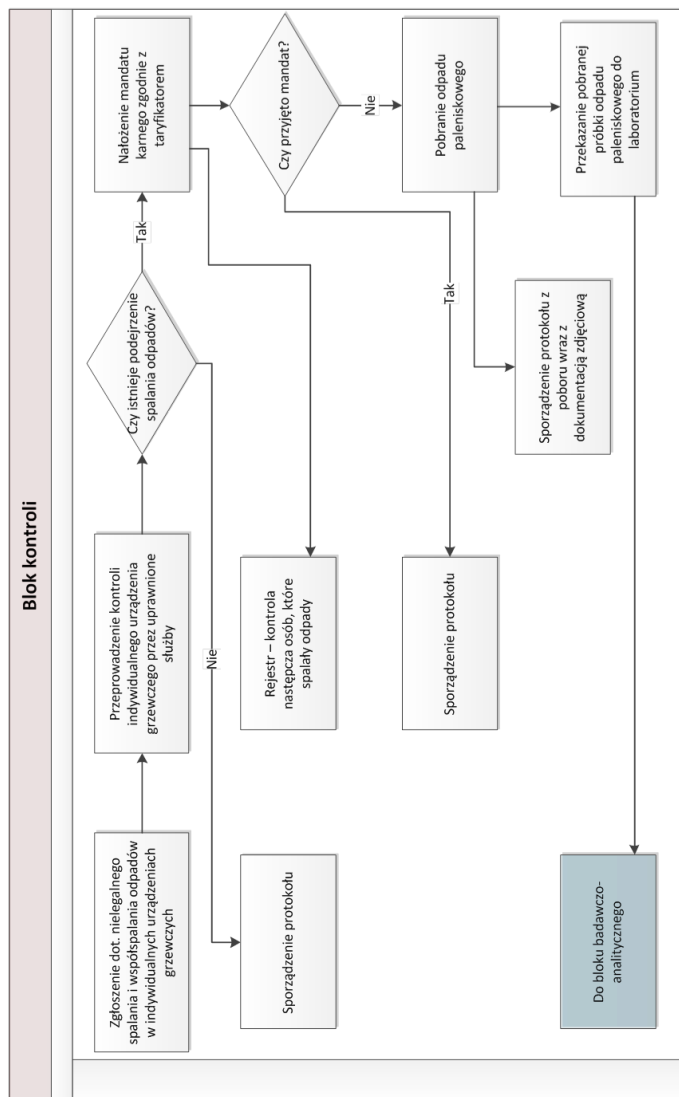 Blok kontroli
Zgłoszenie dot. nielegalnego
spalania i współspalania odpadów
w indywidualnych urządzeniach
grzewczych
Przeprowadzenie kontroli
indywidualnego urządzenia
grzewczego przez uprawnione
służby
Czy istnieje podejrzenie
spalania odpadów?
Tak
Nałożenie mandatu
karnego zgodnie z
taryfikatorem
Nie
Sporządzenie protokołu
Rejestr – kontrola
następcza osób, które
spalały odpady
Czy przyjęto mandat?
Tak
Sporządzenie protokołu
Nie
Pobranie odpadu
paleniskowego
Sporządzenie protokołu z
poboru wraz z
dokumentacją zdjęciową
Przekazanie pobranej
próbki odpadu
paleniskowego do
laboratorium
Do bloku badawczo-
analitycznego